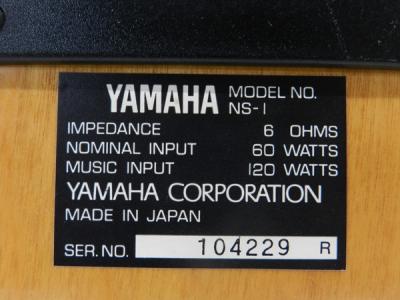 YAMAHA MODEL NO.
NS-1
IMPEDANCE 6 OHMS
NOMINAL INPUT 60 WATTS
MUSIC INPUT 120 WATTS
YAMAHA CORPORATION
MADE IN JAPAN
SER. NO. 104229 R